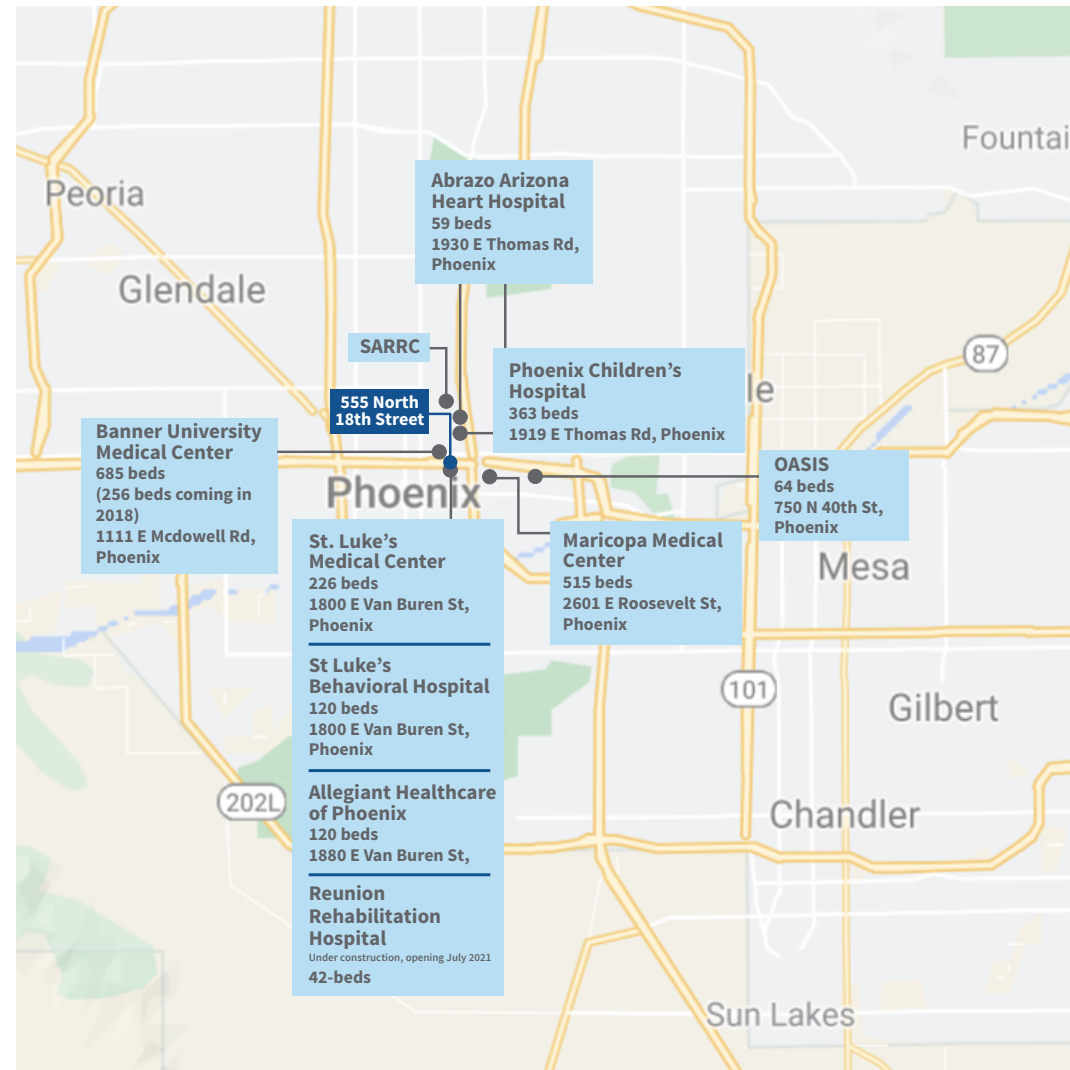 Fountai
Peoria
Abrazo Arizona
Heart Hospital
59 beds
1930 E Thomas Rd,
Phoenix
Glendale
SARRC
87
Phoenix Children’s
Hospital
363 beds
1919 E Thomas Rd, Phoenix
le
555 North
18th Street
Banner University
Medical Center
685 beds
(256 beds coming in
2018)
1111 E Mcdowell Rd,
Phoenix
OASIS
64 beds
750 N 40th St,
Phoenix
Phoenix
St. Luke’s
Medical Center
226 beds
1800 E Van Buren St,
Phoenix
Maricopa Medical
Center
515 beds
2601 E Roosevelt St,
Phoenix
Mesa
St Luke’s
Behavioral Hospital
120 beds
1800 E Van Buren St,
Phoenix
101
Gilbert
Allegiant Healthcare
of Phoenix
120 beds
1880 E Van Buren St,
202L
Chandler
Reunion
Rehabilitation
Hospital
Under construction, opening July 2021
42-beds
Sun Lakes